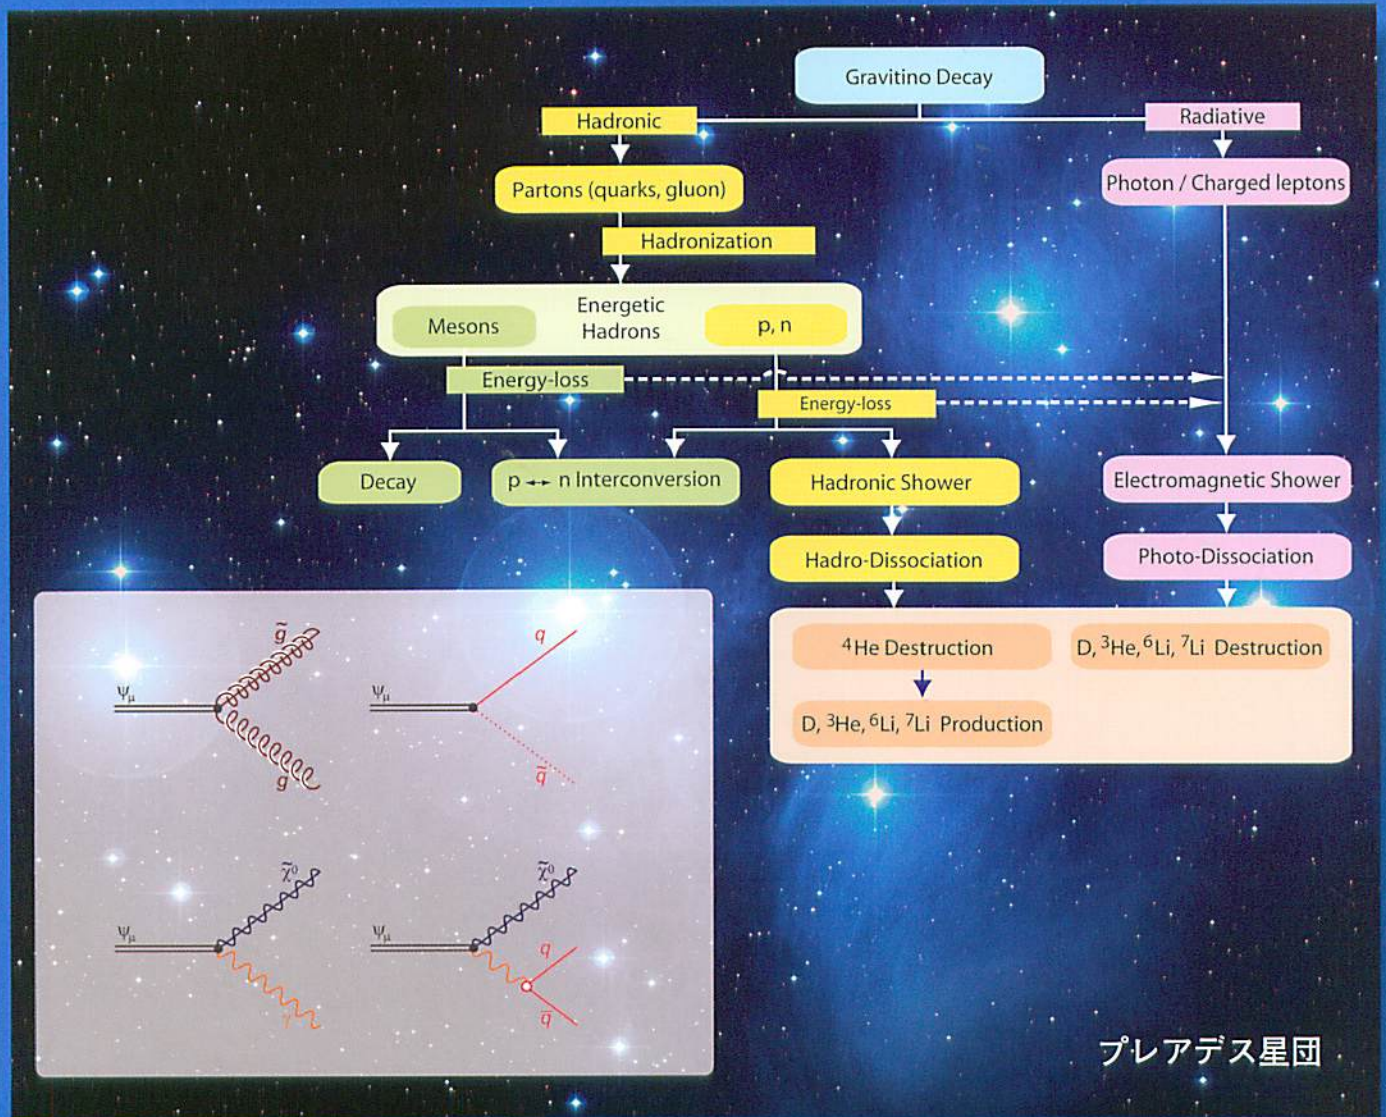 Gravitino Decay
Hadronic
Radiative
Partons (quarks, gluon)
Photon / Charged leptons
Hadronization
Energetic
Hadrons
Mesons
p, n
Energy-loss
Energy-loss
Decay
p ↔ n Interconversion
Hadronic Shower
Electromagnetic Shower
Hadro-Dissociation
Photo-Dissociation
⁴He Destruction
D, ³He, ⁶Li, ⁷Li Destruction
D, ³He, ⁶Li, ⁷Li Production
ψμ
g̃
g
ψμ
q
q̃
ψμ
χ̃⁰
γ
ψμ
χ̃⁰
q
q̄
プレアデス星団